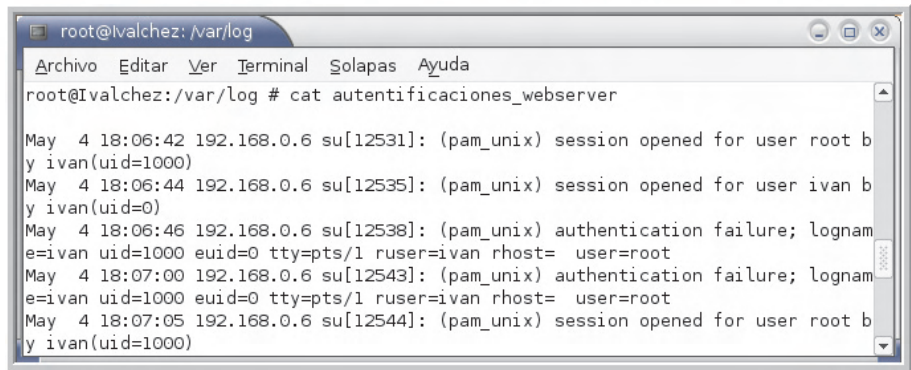 root@Ivalchez: /var/log
Archivo Editar Ver Terminal Solapas Ayuda
root@Ivalchez:/var/log # cat autentificaciones_webserver
May  4 18:06:42 192.168.0.6 su[12531]: (pam_unix) session opened for user root b
y ivan(uid=1000)
May  4 18:06:44 192.168.0.6 su[12535]: (pam_unix) session opened for user ivan b
y ivan(uid=0)
May  4 18:06:46 192.168.0.6 su[12538]: (pam_unix) authentication failure; lognam
e=ivan uid=1000 euid=0 tty=pts/1 ruser=ivan rhost=  user=root
May  4 18:07:00 192.168.0.6 su[12543]: (pam_unix) authentication failure; lognam
e=ivan uid=1000 euid=0 tty=pts/1 ruser=ivan rhost=  user=root
May  4 18:07:05 192.168.0.6 su[12544]: (pam_unix) session opened for user root b
y ivan(uid=1000)